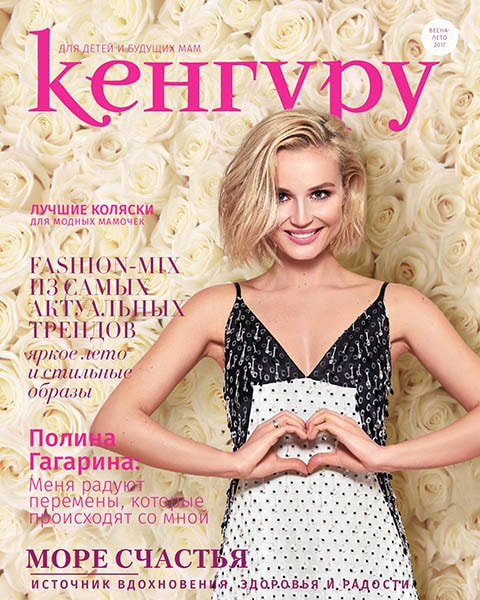 ДЛЯ ДЕТЕЙ И БУДУЩИХ МАМ
ВЕСНА-
ЛЕТО
2017
кенгуру
ЛУЧШИЕ КОЛЯСКИ
ДЛЯ МОДНЫХ МАМОЧЕК
FASHION-MIX
ИЗ САМЫХ
АКТУАЛЬНЫХ
ТРЕНДОВ
яркое лето
и стильные
образы
Полина
Гагарина:
Меня радуют
перемены, которые
происходят со мной
МОРЕ СЧАСТЬЯ
ИСТОЧНИК ВДОХНОВЕНИЯ, ЗДОРОВЬЯ И РАДОСТИ